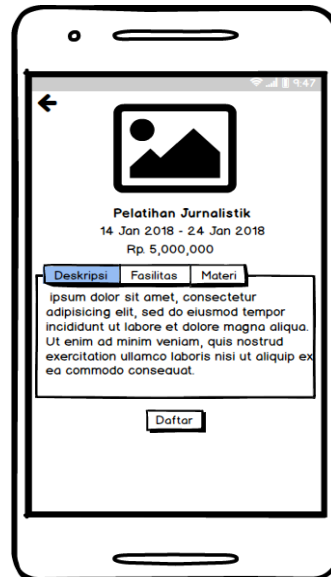 9.47
Pelatihan Jurnalistik
14 Jan 2018 - 24 Jan 2018
Rp. 5,000,000
Deskripsi Fasilitas Materi
ipsum dolor sit amet, consectetur
adipisicing elit, sed do eiusmod tempor
incididunt ut labore et dolore magna aliqua.
Ut enim ad minim veniam, quis nostrud
exercitation ullamco laboris nisi ut aliquip ex
ea commodo consequat.
Daftar